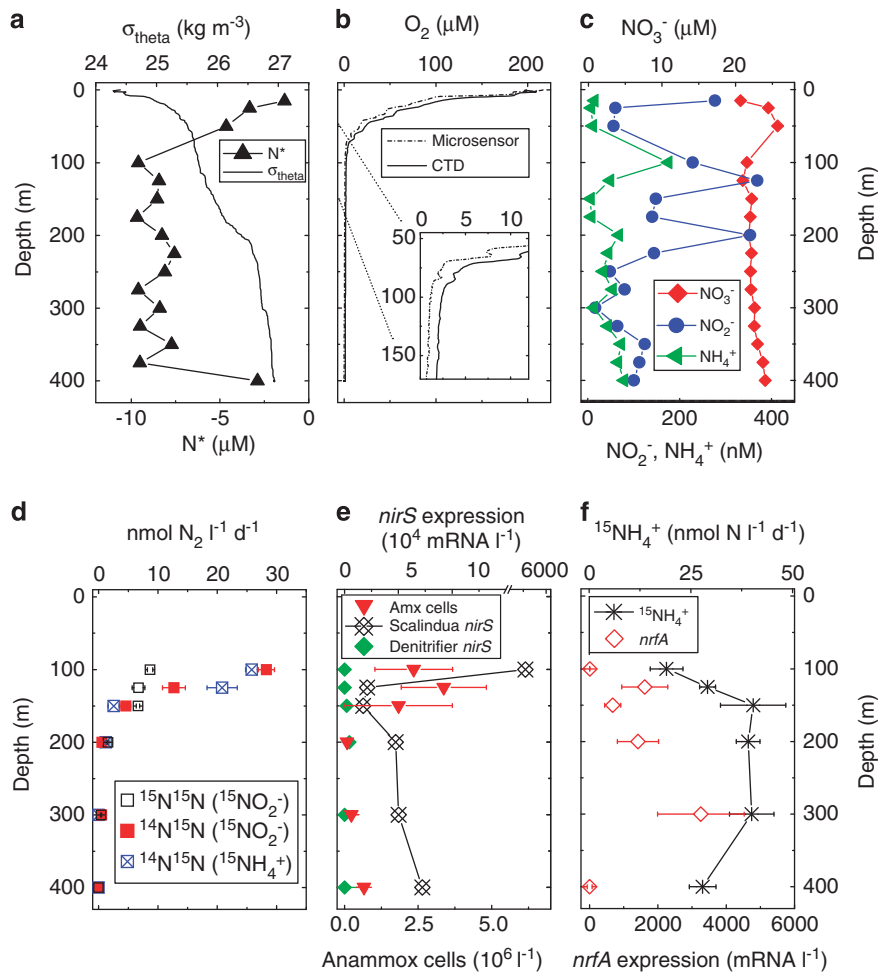 a
σtheta (kg m-3)
24 25 26 27
0
100
200
300
400
Depth (m)
N*
σtheta
-10 -5 0
N* (μM)
b
O2 (μM)
0 100 200
Microsensor
CTD
0 5 10
50
100
150
c
NO3- (μM)
0 10 20
0
100
200
300
400
Depth (m)
NO3-
NO2-
NH4+
0 200 400
NO2-, NH4+ (nM)
d
nmol N2 l-1 d-1
0 10 20 30
0
100
200
300
400
Depth (m)
15N15N (15NO2-)
14N15N (15NO2-)
14N15N (15NH4+)
e
nirS expression
(10^4 mRNA l-1)
0 5 10 6000
Amx cells
Scalindua nirS
Denitrifier nirS
0.0 2.5 5.0
Anammox cells (10^6 l-1)
f
15NH4+ (nmol N l-1 d-1)
0 25 50
0
100
200
300
400
Depth (m)
15NH4+
nrfA
0 2000 4000 6000
nrfA expression (mRNA l-1)